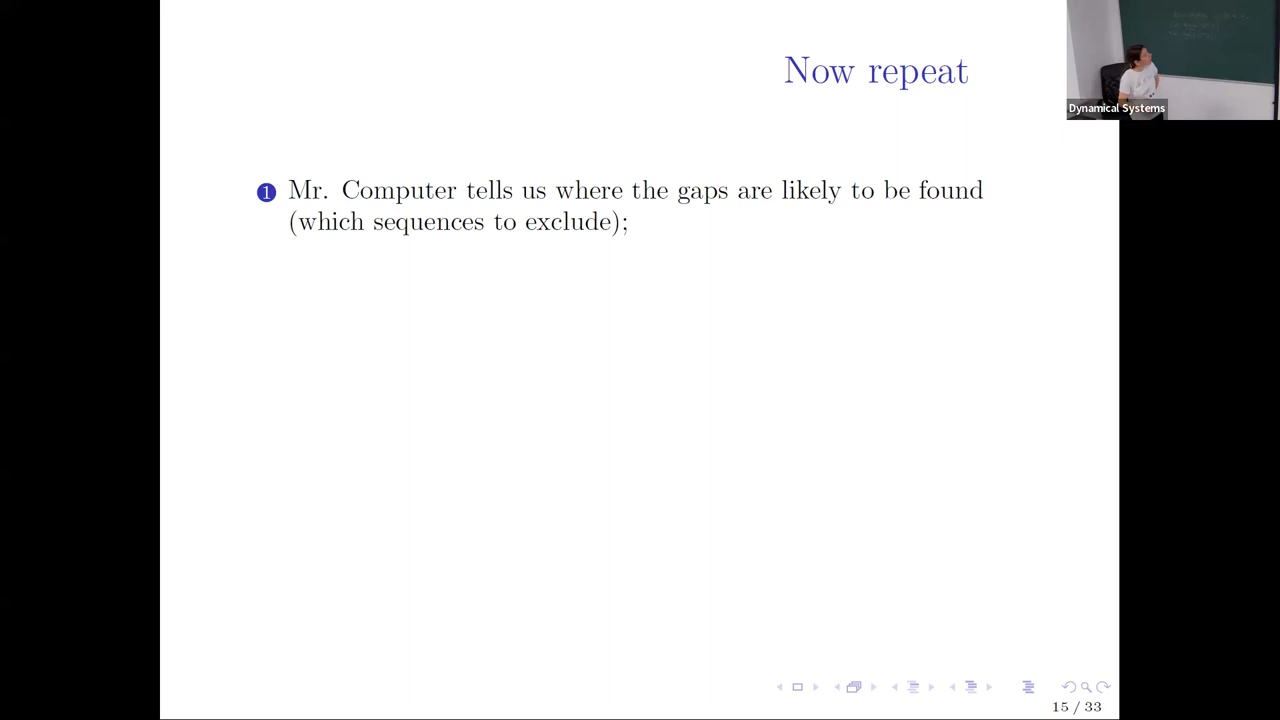 Now repeat
Dynamical Systems
1 Mr. Computer tells us where the gaps are likely to be found
(which sequences to exclude);
15 / 33